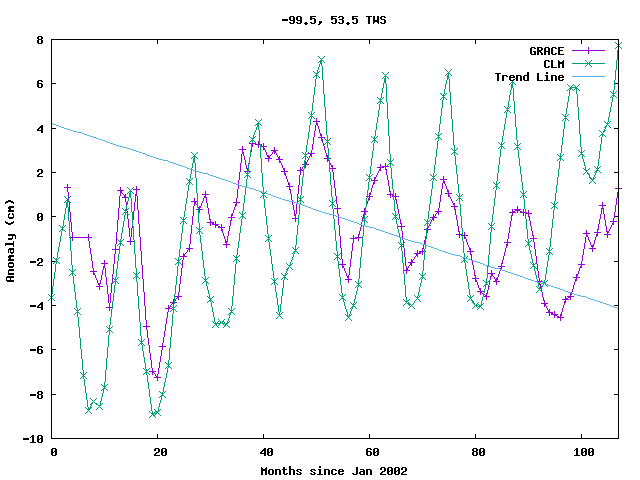 -99.5, 53.5 TWS
GRACE
CLM
Trend Line
8
6
4
2
0
-2
-4
-6
-8
-10
Anomaly (cm)
0 20 40 60 80 100
Months since Jan 2002